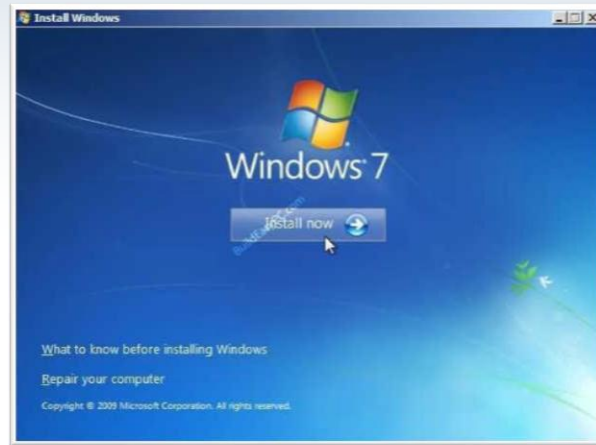 Install Windows
Windows 7
Install now
What to know before installing Windows
Repair your computer
Copyright © 2009 Microsoft Corporation. All rights reserved.